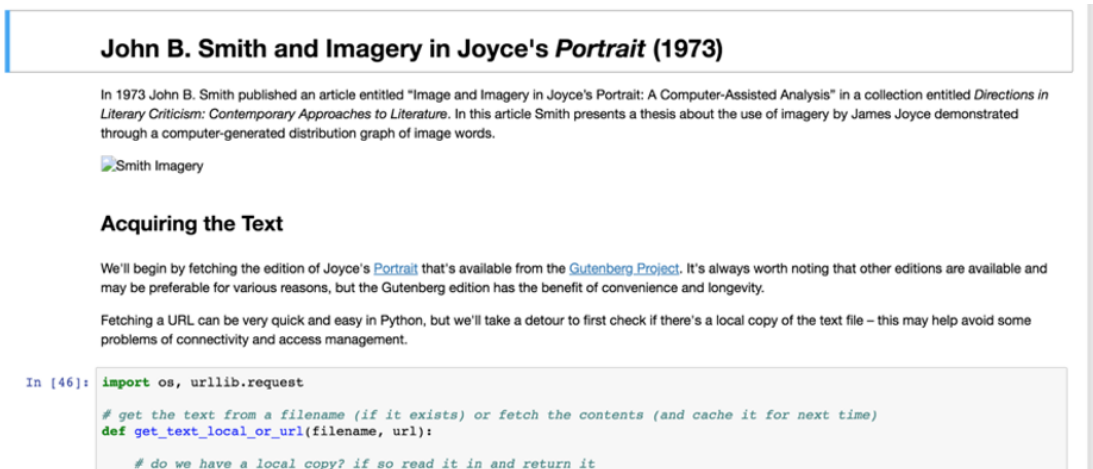 John B. Smith and Imagery in Joyce's Portrait (1973)
In 1973 John B. Smith published an article entitled “Image and Imagery in Joyce’s Portrait: A Computer-Assisted Analysis” in a collection entitled Directions in
Literary Criticism: Contemporary Approaches to Literature. In this article Smith presents a thesis about the use of imagery by James Joyce demonstrated
through a computer-generated distribution graph of image words.
Smith Imagery
Acquiring the Text
We'll begin by fetching the edition of Joyce's Portrait that's available from the Gutenberg Project. It's always worth noting that other editions are available and
may be preferable for various reasons, but the Gutenberg edition has the benefit of convenience and longevity.
Fetching a URL can be very quick and easy in Python, but we'll take a detour to first check if there's a local copy of the text file – this may help avoid some
problems of connectivity and access management.
In [46]: import os, urllib.request
# get the text from a filename (if it exists) or fetch the contents (and cache it for next time)
def get_text_local_or_url(filename, url):
# do we have a local copy? if so read it in and return it